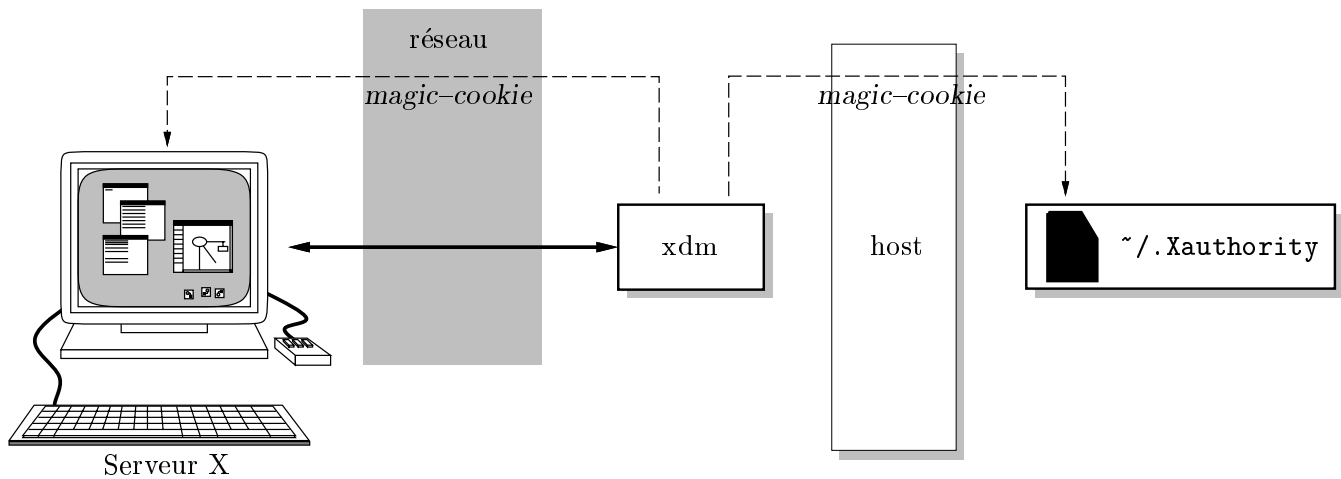 réseau
magic–cookie
magic–cookie
xdm
host
~/.Xauthority
Serveur X